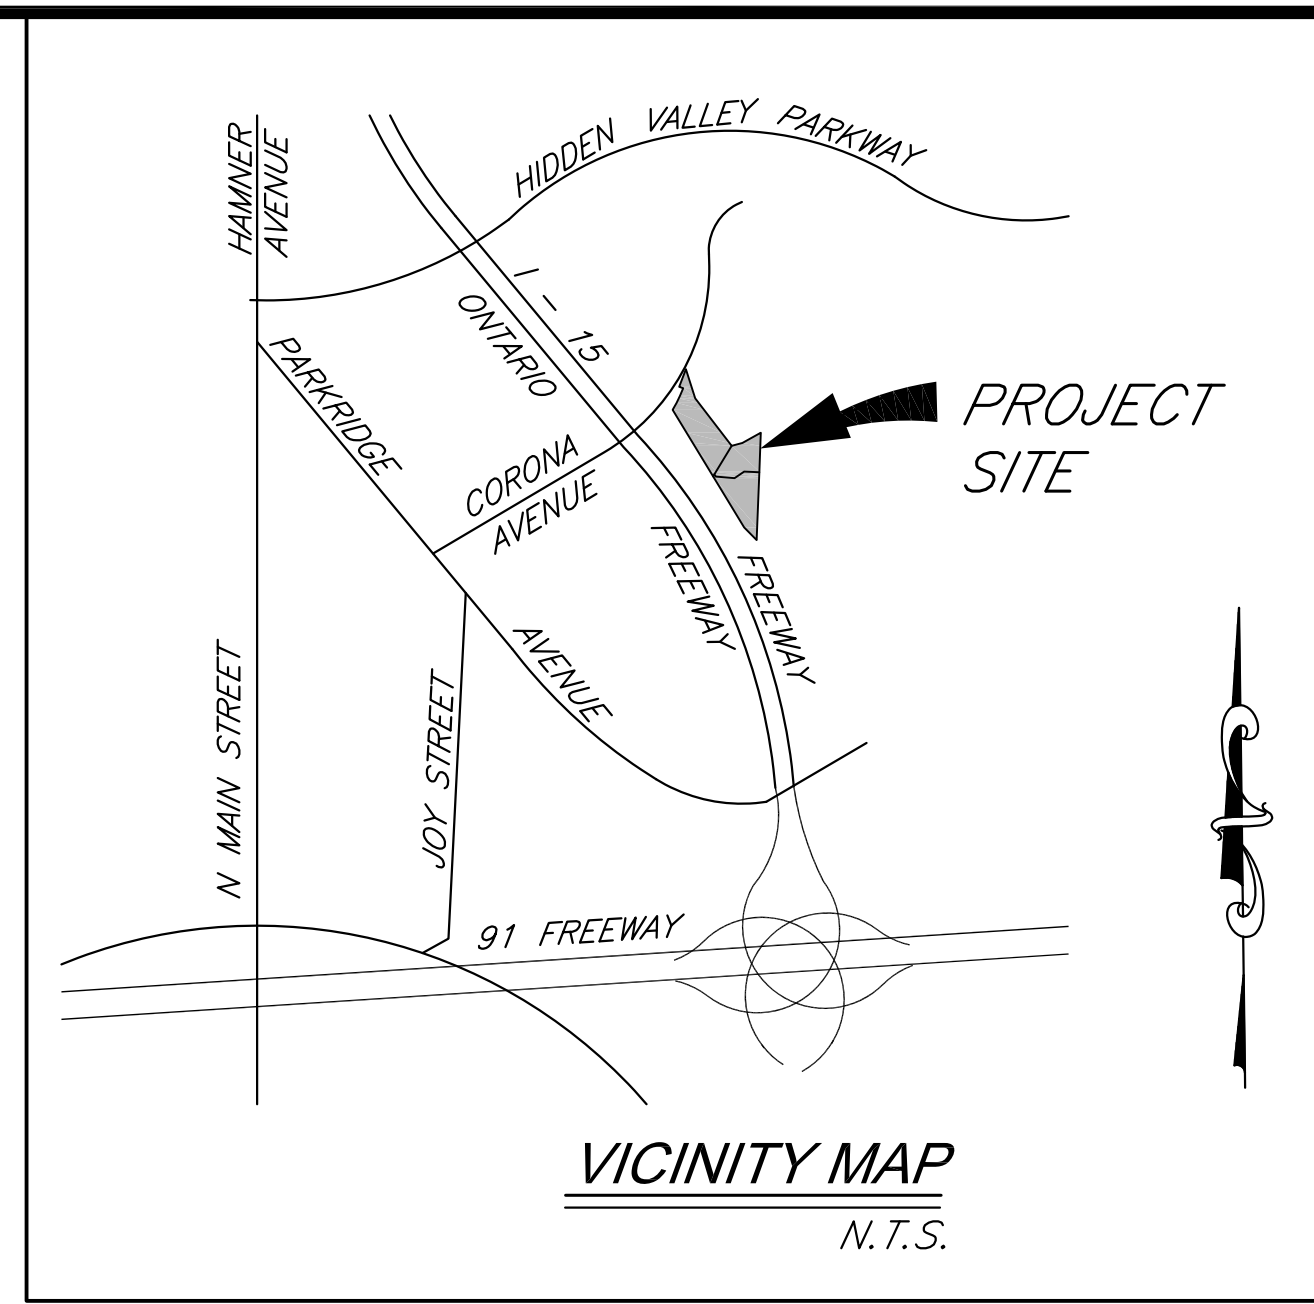 HIDDEN VALLEY PARKWAY
HAMNER
AVENUE
I - 15
ONTARIO
PARKRIDGE
PROJECT
SITE
CORONA
AVENUE
FREEWAY
FREEWAY
AVENUE
N MAIN STREET
JOY STREET
91 FREEWAY
VICINITY MAP
N.T.S.